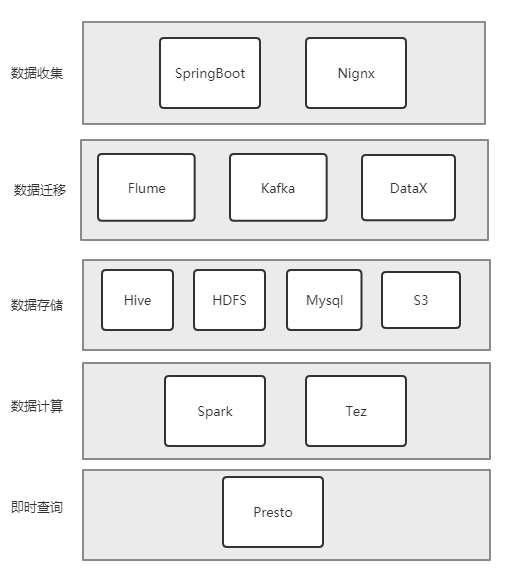 数据收集
SpringBoot
Nignx
数据迁移
Flume
Kafka
DataX
数据存储
Hive
HDFS
Mysql
S3
数据计算
Spark
Tez
即时查询
Presto